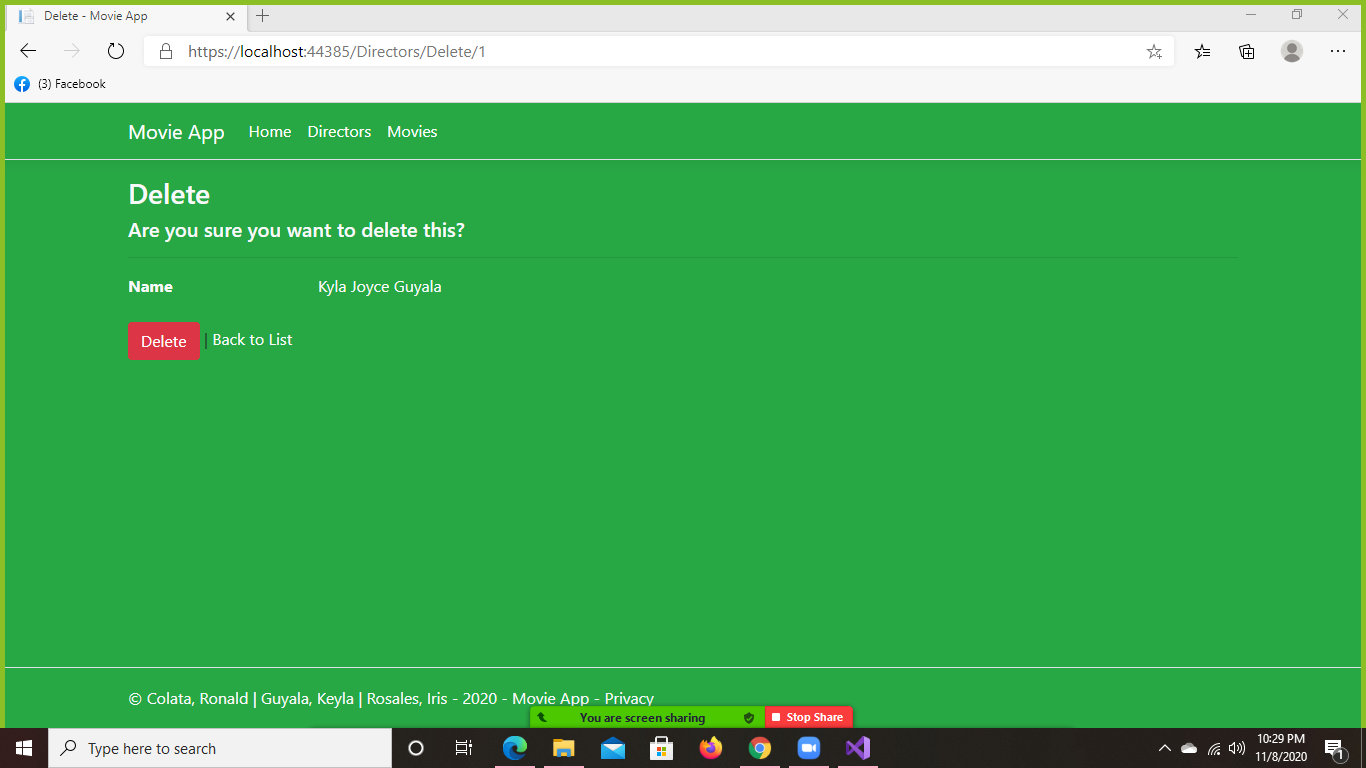 Delete - Movie App
https://localhost:44385/Directors/Delete/1
(3) Facebook
Movie App Home Directors Movies
Delete
Are you sure you want to delete this?
Name Kyla Joyce Guyala
Delete | Back to List
© Colata, Ronald | Guyala, Keyla | Rosales, Iris - 2020 - Movie App - Privacy
You are screen sharing Stop Share
Type here to search
10:29 PM
11/8/2020
1